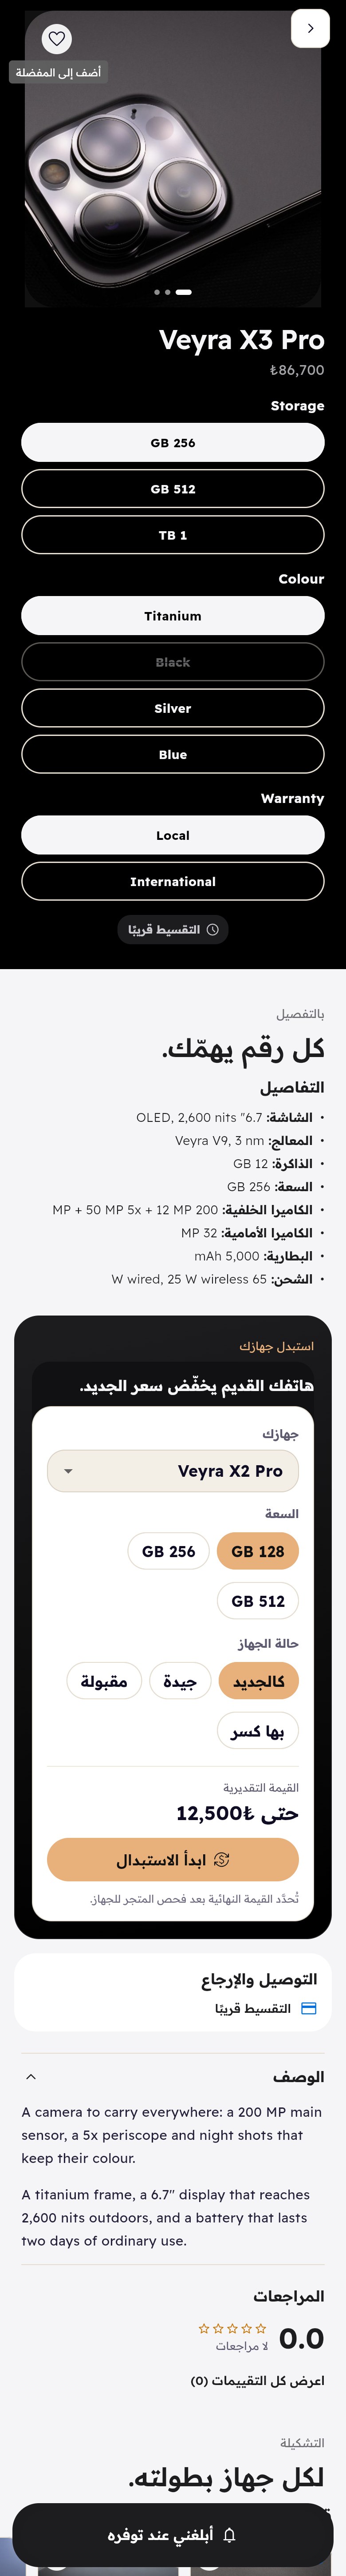 أضف إلى المفضلة
Veyra X3 Pro
₺86,700
Storage
GB 256
GB 512
TB 1
Colour
Titanium
Black
Silver
Blue
Warranty
Local
International
التقسيط قريبًا
بالتفصيل
كل رقم يهمّك.
التفاصيل
• الشاشة: 6.7" OLED, 2,600 nits
• المعالج: Veyra V9, 3 nm
• الذاكرة: 12 GB
• السعة: 256 GB
• الكاميرا الخلفية: 200 MP + 50 MP 5x + 12 MP
• الكاميرا الأمامية: 32 MP
• البطارية: 5,000 mAh
• الشحن: 65 W wired, 25 W wireless
استبدل جهازك
هاتفك القديم يخفّض سعر الجديد.
جهازك
Veyra X2 Pro
السعة
128 GB
256 GB
512 GB
حالة الجهاز
كالجديد
جيدة
مقبولة
بها كسر
القيمة التقديرية
حتى ₺12,500
ابدأ الاستبدال
تُحدَّد القيمة النهائية بعد فحص المتجر للجهاز.
التوصيل والإرجاع
التقسيط قريبًا
الوصف
A camera to carry everywhere: a 200 MP main
sensor, a 5x periscope and night shots that
keep their colour.
A titanium frame, a 6.7" display that reaches
2,600 nits outdoors, and a battery that lasts
two days of ordinary use.
المراجعات
0.0
لا مراجعات
اعرض كل التقييمات (0)
التشكيلة
لكل جهاز بطولته.
أبلغني عند توفره